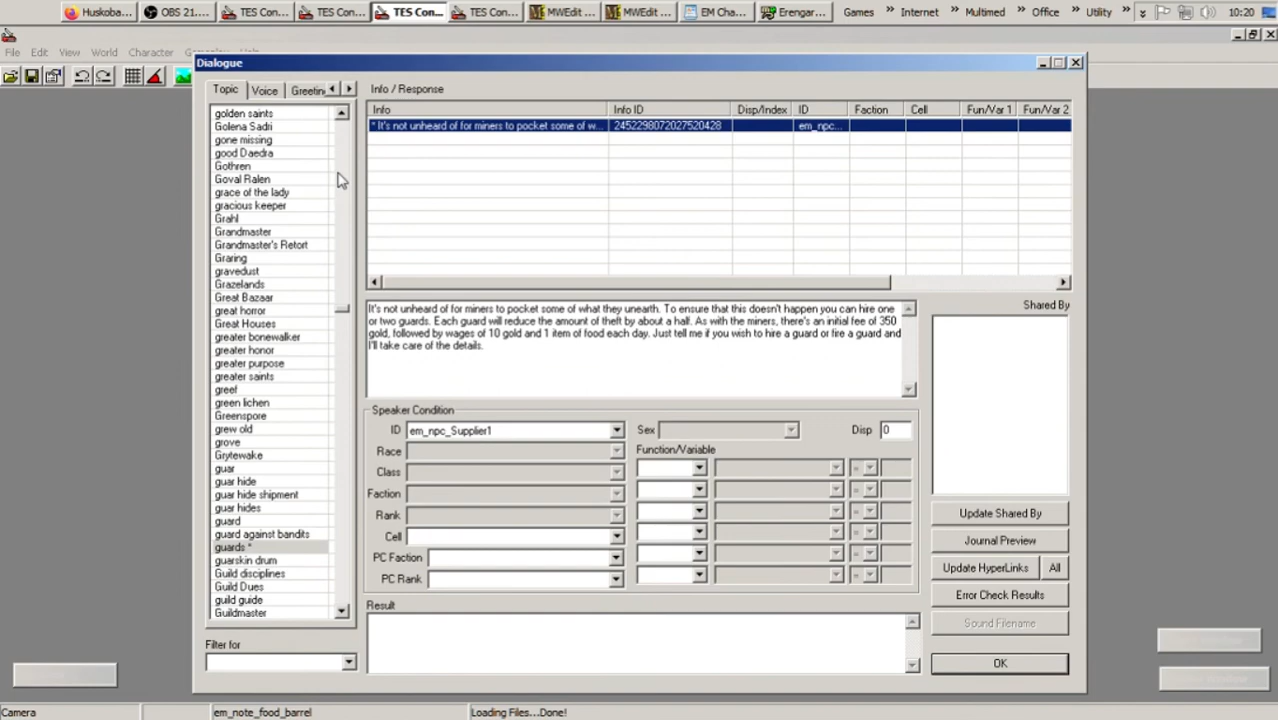 Huskoba...
OBS 21....
TES Con...
TES Con...
TES Con...
TES Con...
MWEdit ...
MWEdit ...
EM Cha...
Erengar...
Games
»
Internet
»
Multimed
»
Office
»
Utility
»
10:20
File
Edit
View
World
Character
Dialogue
Topic
Voice
Greetin
Info / Response
Info
Info ID
Disp/Index
ID
Faction
Cell
Fun/Var 1
Fun/Var 2
* It's not unheard of for miners to pocket some of w...
2452298072027520428
em_npc...
golden saints
Golena Sadri
gone missing
good Daedra
Gothren
Goval Ralen
grace of the lady
gracious keeper
Grahl
Grandmaster
Grandmaster's Retort
Graring
gravedust
Grazelands
Great Bazaar
great horror
Great Houses
greater bonewalker
greater honor
greater purpose
greater saints
greef
green lichen
Greenspore
grew old
grove
Grytewake
guar
guar hide
guar hide shipment
guar hides
guard
guard against bandits
guards *
guarskin drum
Guild disciplines
Guild Dues
guild guide
Guildmaster
Filter for
It's not unheard of for miners to pocket some of what they unearth. To ensure that this doesn't happen you can hire one
or two guards. Each guard will reduce the amount of theft by about a half. As with the miners, there's an initial fee of 350
gold, followed by wages of 10 gold and 1 item of food each day. Just tell me if you wish to hire a guard or fire a guard and
I'll take care of the details.
Shared By
Speaker Condition
ID
em_npc_Supplier1
Sex
Disp
0
Race
Function/Variable
Class
=
Faction
=
Rank
=
Cell
=
PC Faction
=
PC Rank
=
Update Shared By
Journal Preview
Update HyperLinks
All
Error Check Results
Sound Filename
Result
OK
Camera
em_note_food_barrel
Loading Files...Done!